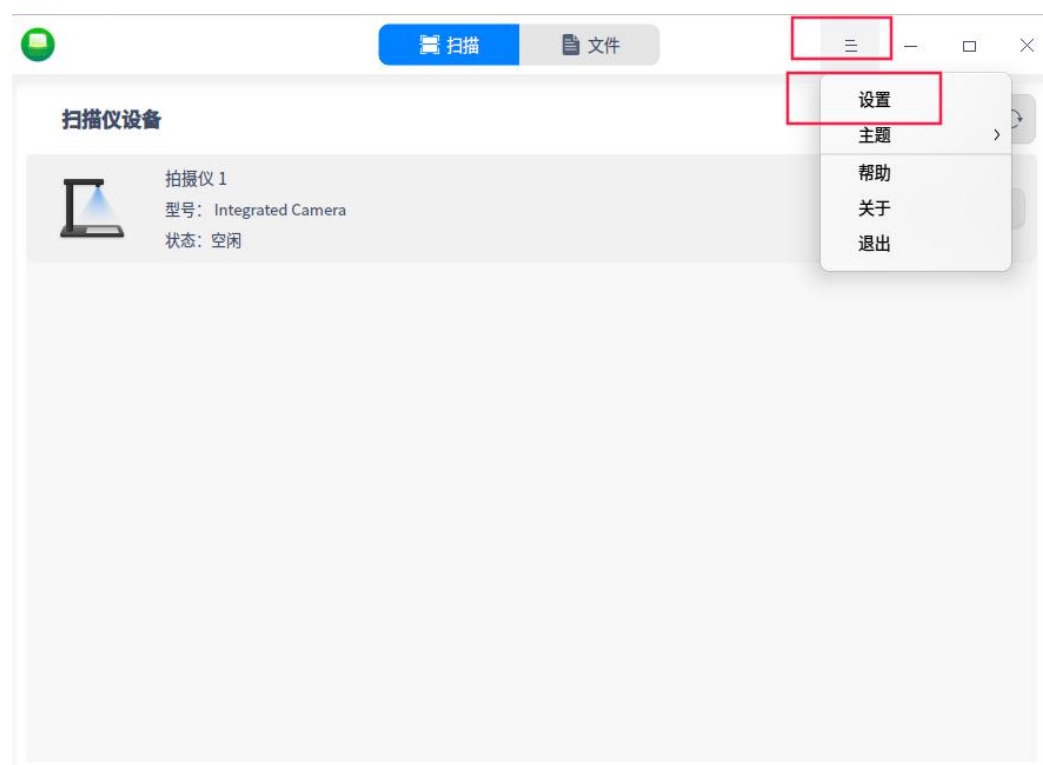 扫描 文件
扫描仪设备
设置
主题
拍摄仪 1
型号： Integrated Camera
状态：空闲
帮助
关于
退出